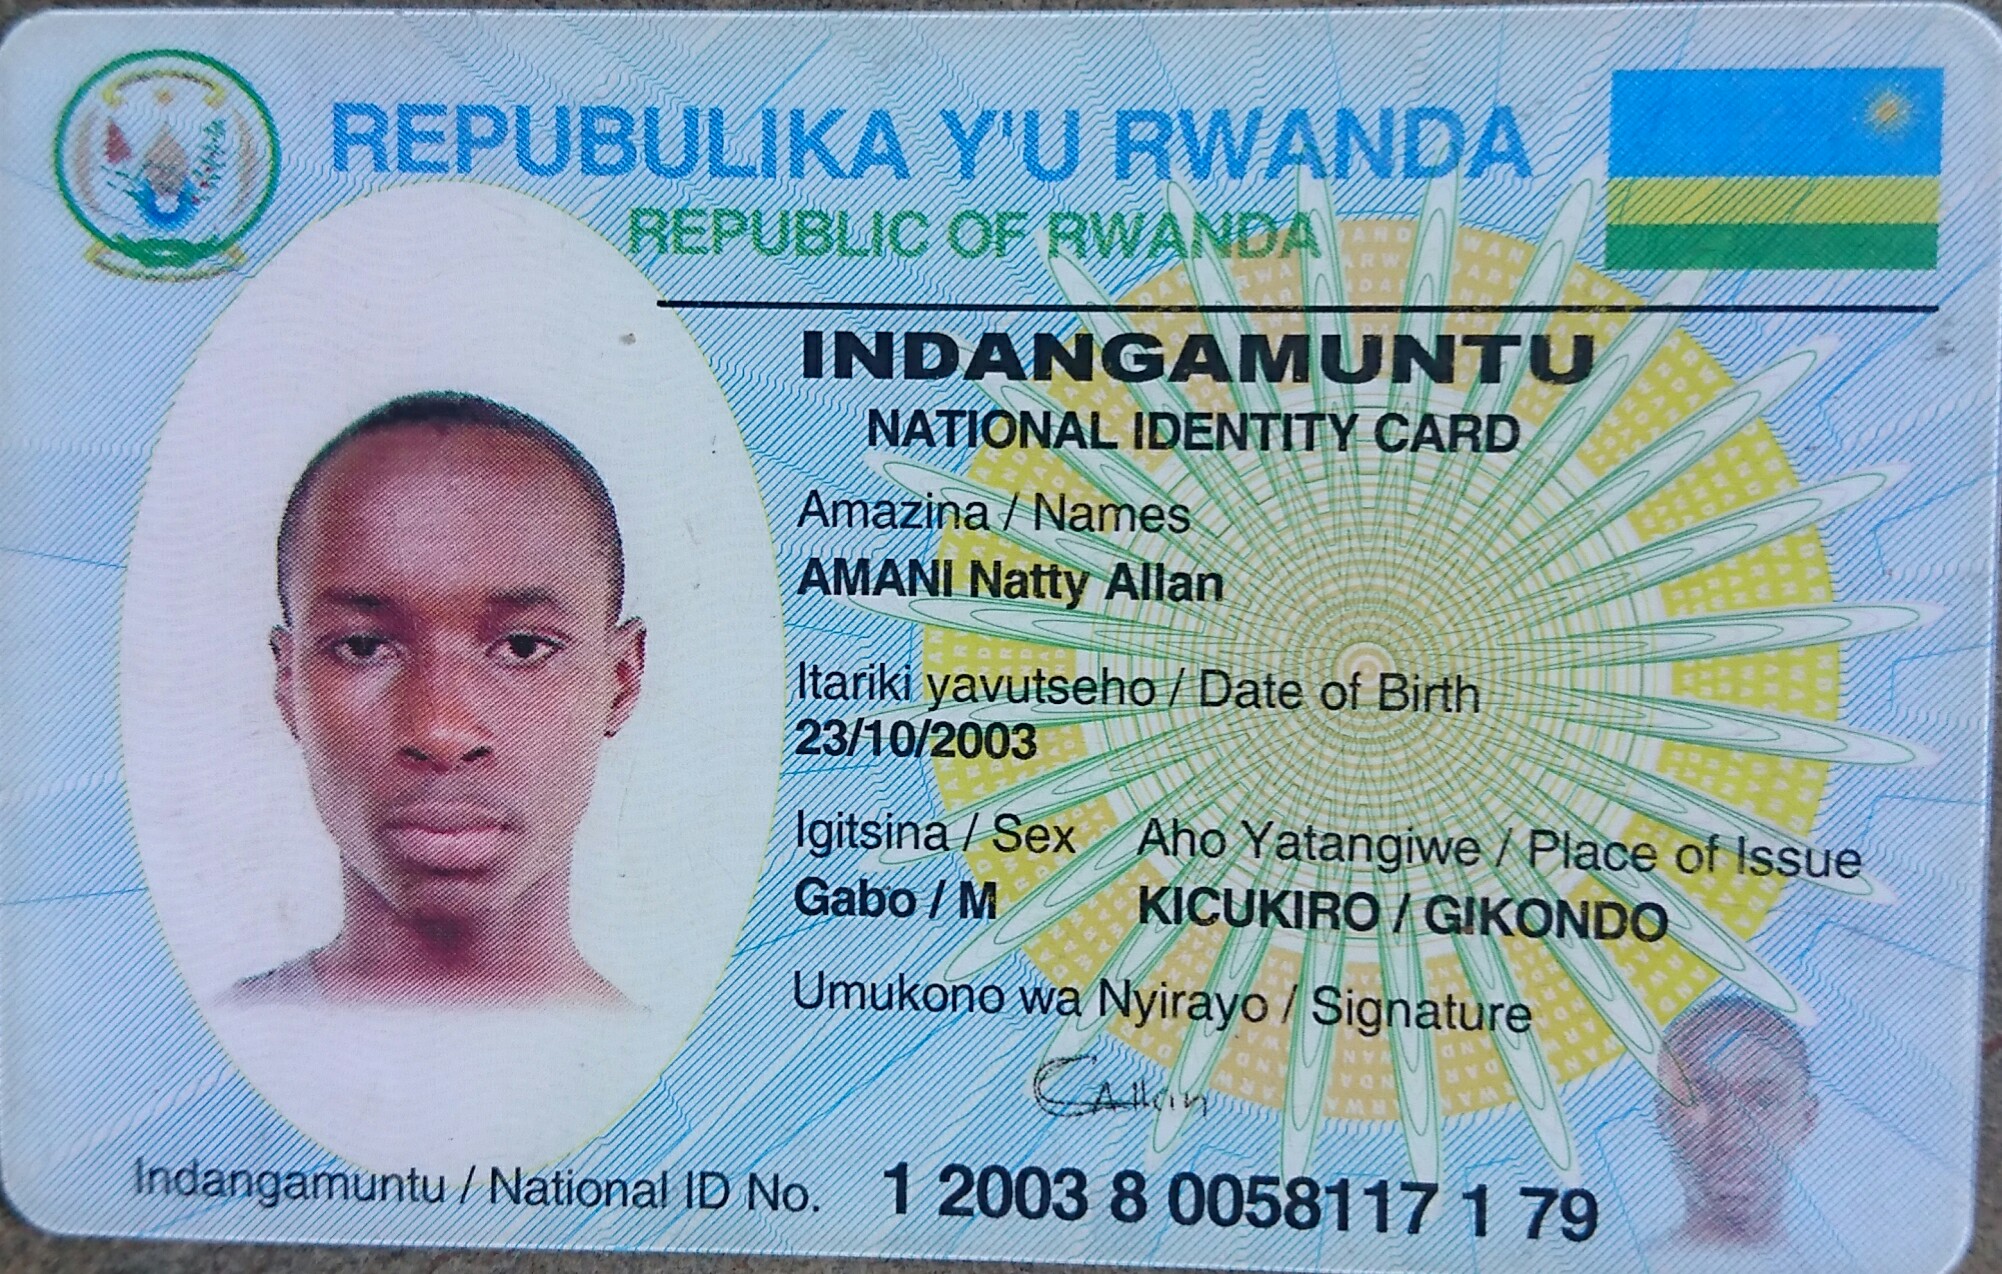 REPUBULIKA Y'U RWANDA
REPUBLIC OF RWANDA
INDANGAMUNTU
NATIONAL IDENTITY CARD
Amazina / Names
AMANI Natty Allan
Itariki yavutseho / Date of Birth
23/10/2003
Igitsina / Sex Aho Yatangiwe / Place of Issue
Gabo / M KICUKIRO / GIKONDO
Umukono wa Nyirayo / Signature
Allan
Indangamuntu / National ID No. 1 2003 8 0058117 1 79